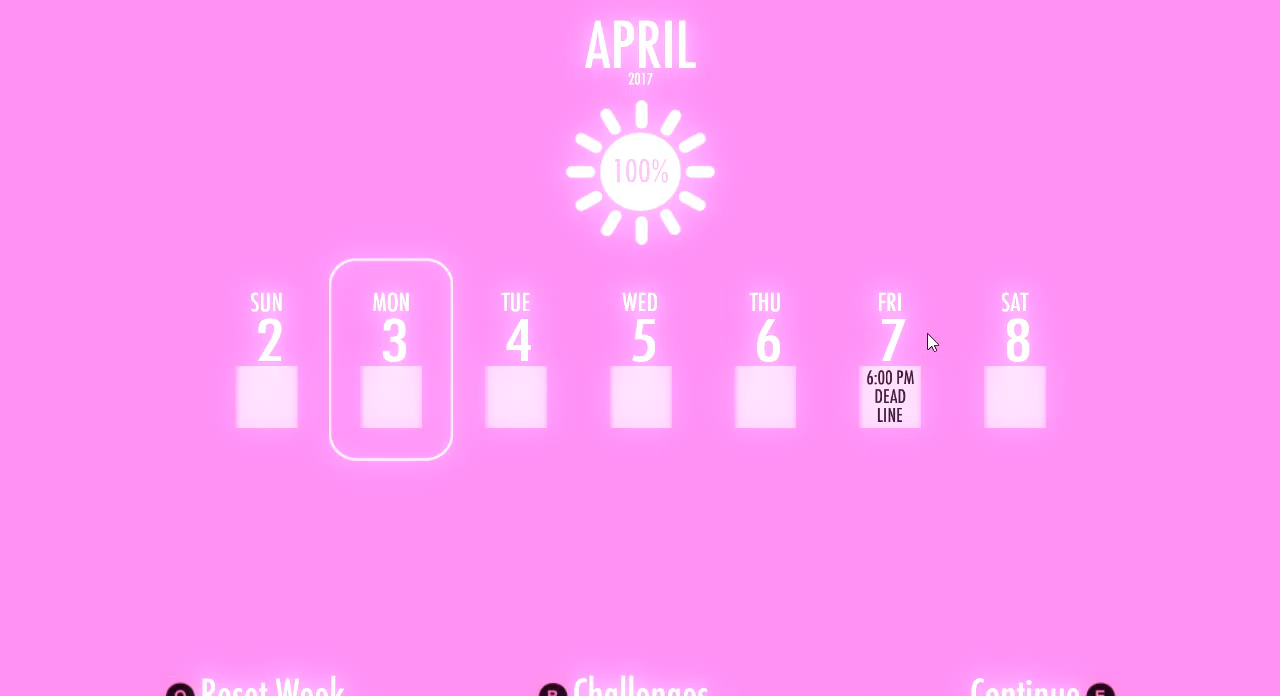 APRIL
2017
100%
SUN MON TUE WED THU FRI SAT
2 3 4 5 6 7 8
6:00 PM
DEAD
LINE
Reset Week Challenges Continue